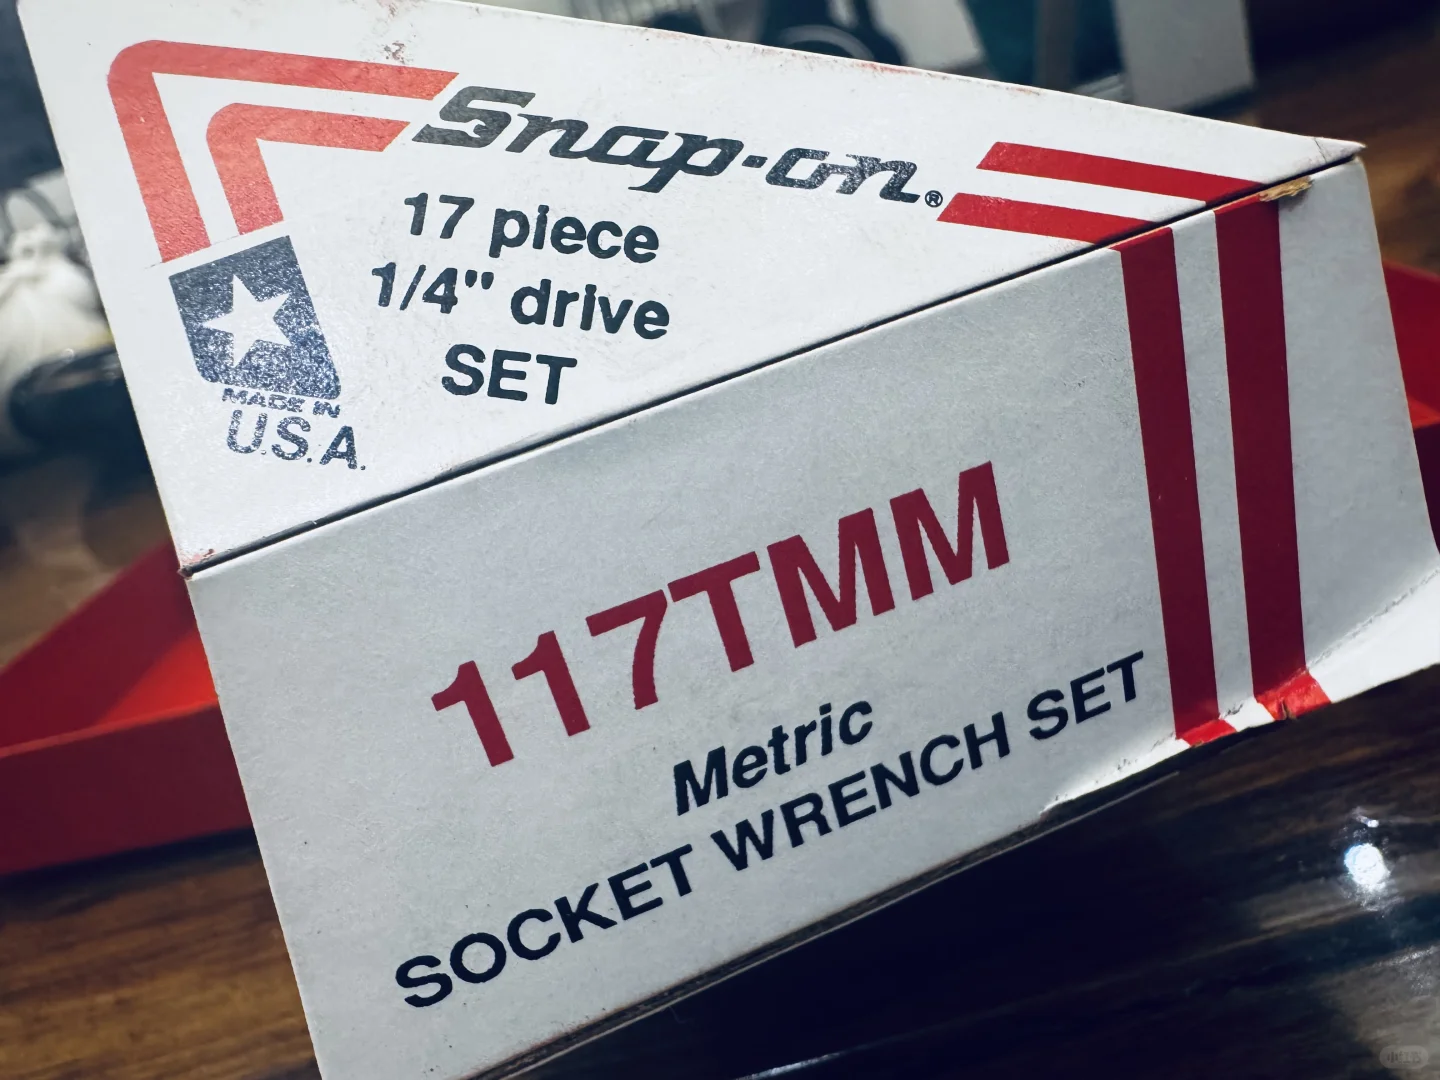 Snap-on®
17 piece
1/4" drive
SET
MADE IN
U.S.A.
117TMM
Metric
SOCKET WRENCH SET